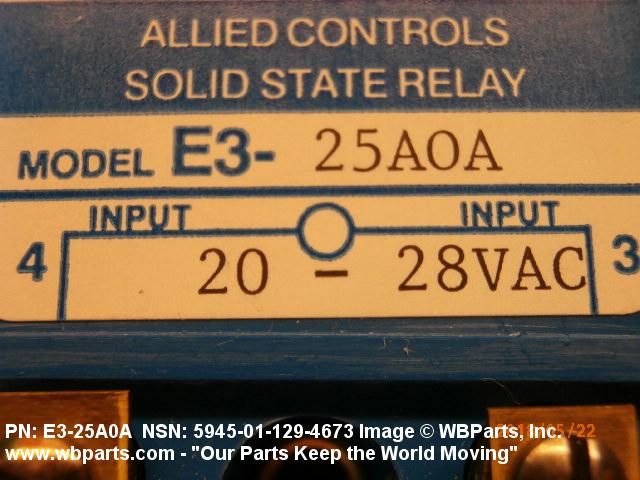 ALLIED CONTROLS
SOLID STATE RELAY
MODEL E3- 25A0A
INPUT INPUT
4 20 - 28VAC 3
PN: E3-25A0A NSN: 5945-01-129-4673 Image © WBParts, Inc.
www.wbparts.com - "Our Parts Keep the World Moving"